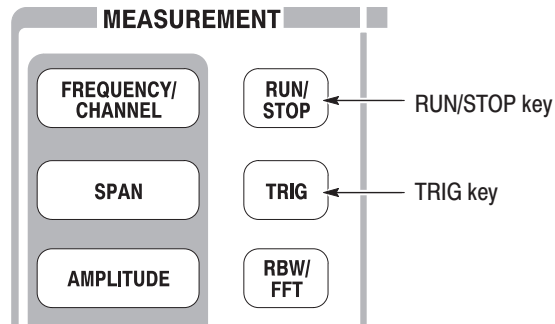 MEASUREMENT
FREQUENCY/
CHANNEL
RUN/
STOP
RUN/STOP key
SPAN
TRIG
TRIG key
AMPLITUDE
RBW/
FFT